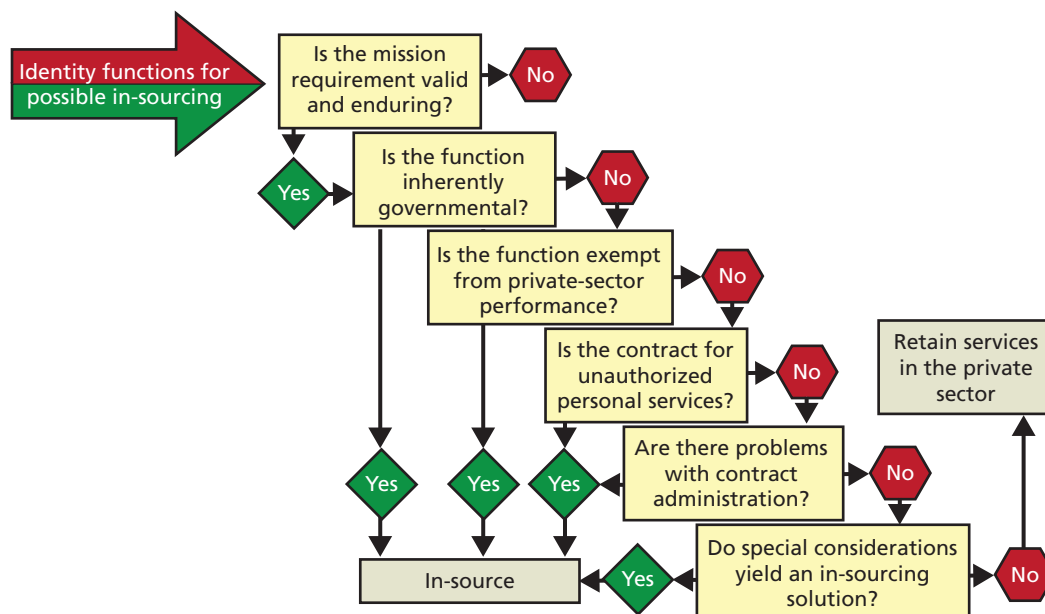 Identity functions for
possible in-sourcing
Is the mission
requirement valid
and enduring?
No
Yes
Is the function
inherently
governmental?
No
Is the function exempt
from private-sector
performance?
No
Is the contract for
unauthorized
personal services?
No
Retain services
in the private
sector
Yes
Yes
Yes
Are there problems
with contract
administration?
No
In-source
Yes
Do special considerations
yield an in-sourcing
solution?
No